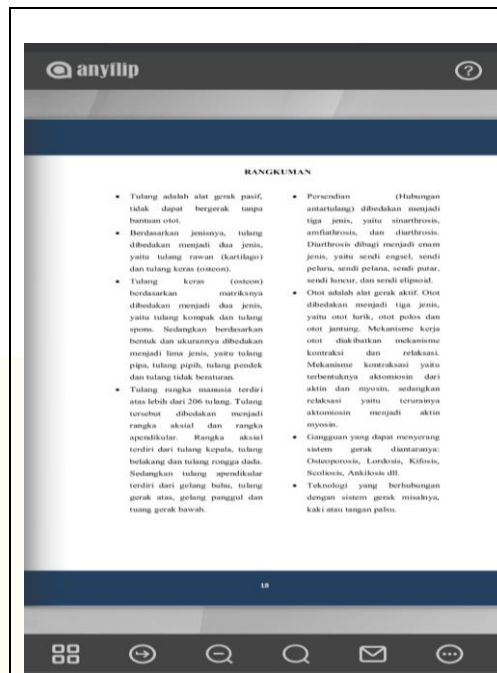 anyflip
RANGKUMAN
• Tulang adalah alat gerak pasif,
tidak dapat bergerak tanpa
bantuan otot.
• Berdasarkan jenisnya, tulang
dibedakan menjadi dua jenis,
yaitu tulang rawan (kartilago)
dan tulang keras (osteon).
• Tulang keras (osteon)
berdasarkan matriksnya
dibedakan menjadi dua jenis,
yaitu tulang kompak dan tulang
spons. Sedangkan berdasarkan
bentuk dan ukurannya dibedakan
menjadi lima jenis, yaitu tulang
pipa, tulang pipih, tulang pendek
dan tulang tidak beraturan.
• Tulang rangka manusia terdiri
atas lebih dari 206 tulang. Tulang
tersebut dibedakan menjadi
rangka aksial dan rangka
apendikular. Rangka aksial
terdiri dari tulang kepala, tulang
belakang dan tulang rongga dada.
Sedangkan tulang apendikular
terdiri dari gelang bahu, tulang
gerak atas, gelang panggul dan
tuang gerak bawah.
• Persendian (Hubungan
antartulang) dibedakan menjadi
tiga jenis, yaitu sinarthrosis,
amfiathrosis, dan diarthrosis.
Diarthrosis dibagi menjadi enam
jenis, yaitu sendi engsel, sendi
peluru, sendi pelana, sendi putar,
sendi luncur, dan sendi elipsoid.
• Otot adalah alat gerak aktif. Otot
dibedakan menjadi tiga jenis,
yaitu otot lurik, otot polos dan
otot jantung. Mekanisme kerja
otot diakibatkan mekanisme
kontraksi dan relaksasi.
Mekanisme kontraksasi yaitu
terbentuknya aktomiosin dari
aktin dan myosin, sedangkan
relaksasi yaitu terurainya
aktomiosin menjadi aktin
myosin.
• Gangguan yang dapat menyerang
sistem gerak diantaranya:
Osteoporosis, Lordosis, Kifosis,
Scoliosis, Ankilosis dll.
• Teknologi yang berhubungan
dengan sistem gerak misalnya,
kaki atau tangan palsu.
18